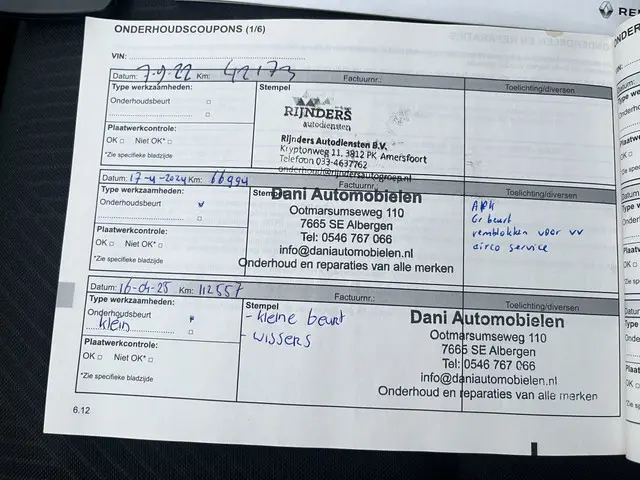 RE
ONDERHOUDSCOUPONS (1/6)
VIN:
Datum: 7-9-22 Km: 42173 Factuurnr.: Toelichting/diversen
Type werkzaamheden: Stempel
Onderhoudsbeurt □
□
Plaatwerkcontrole:
OK □ Niet OK* □
*Zie specifieke bladzijde
RIJNDERS
autodiensten
Rijnders Autodiensten B.V.
Kryptonweg 11, 3812 PK Amersfoort
Telefoon 033-4637762
onderhoud@rijndersautogroep.nl
Datum: 17-4-2024 Km: 66994 Factuurnr.: Toelichting/diversen
Type werkzaamheden: Stempel
Onderhoudsbeurt v
□
Plaatwerkcontrole:
OK □ Niet OK* □
*Zie specifieke bladzijde
Dani Automobielen
Ootmarsumseweg 110
7665 SE Albergen
Tel: 0546 767 066
info@daniautomobielen.nl
Onderhoud en reparaties van alle merken
APK
Gr beurt
remblokken voor vv
airco service
Datum: 16-04-25 Km: 112557 Factuurnr.: Toelichting/diversen
Type werkzaamheden: Stempel
Onderhoudsbeurt
klein □
Plaatwerkcontrole:
OK □ Niet OK* □
*Zie specifieke bladzijde
- kleine beurt
- wissers
Dani Automobielen
Ootmarsumseweg 110
7665 SE Albergen
Tel: 0546 767 066
info@daniautomobielen.nl
Onderhoud en reparaties van alle merken
6.12